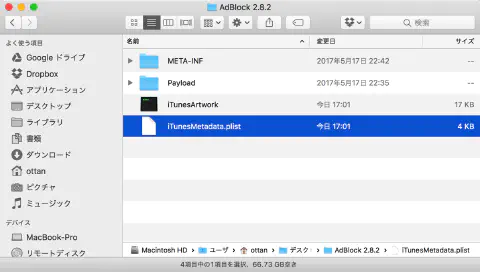 AdBlock 2.8.2
検索
よく使う項目
Google ドライブ
Dropbox
アプリケーション
デスクトップ
ライブラリ
書類
ダウンロード
ottan
ピクチャ
ミュージック
デバイス
MacBook-Pro
リモートディスク
名前 変更日 サイズ
META-INF 2017年5月17日 22:42 --
Payload 2017年5月17日 22:35 --
iTunesArtwork 今日 17:01 17 KB
iTunesMetadata.plist 今日 17:01 4 KB
Macintosh HD ユーザ ottan デスク AdBlock 2.8.2 iTunesMetadata.plist
4項目中の1項目を選択、66.73 GB空き